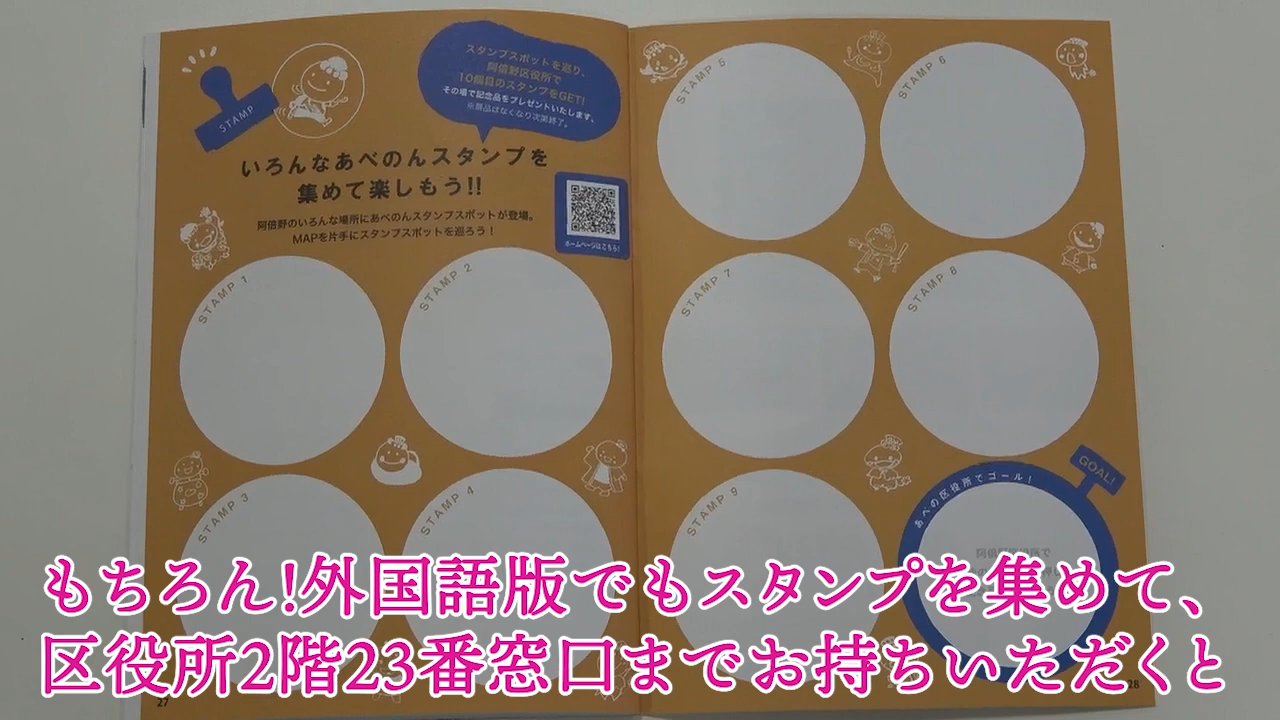 スタンプスポットを巡り、
阿倍野区役所で
10個目のスタンプをGET!
その場で記念品をプレゼントいたします。
※景品はなくなり次第終了。
STAMP
いろんなあべのんスタンプを
集めて楽しもう!!
阿倍野のいろんな場所にあべのんスタンプスポットが登場。
MAPを片手にスタンプスポットを巡ろう！
ホームページはこちら!
STAMP 1
STAMP 2
STAMP 3
STAMP 4
27
STAMP 5
STAMP 6
STAMP 7
STAMP 8
STAMP 9
GOAL!
あべの区役所でゴール！
阿倍野区役所で
28
もちろん!外国語版でもスタンプを集めて、
区役所2階23番窓口までお持ちいただくと